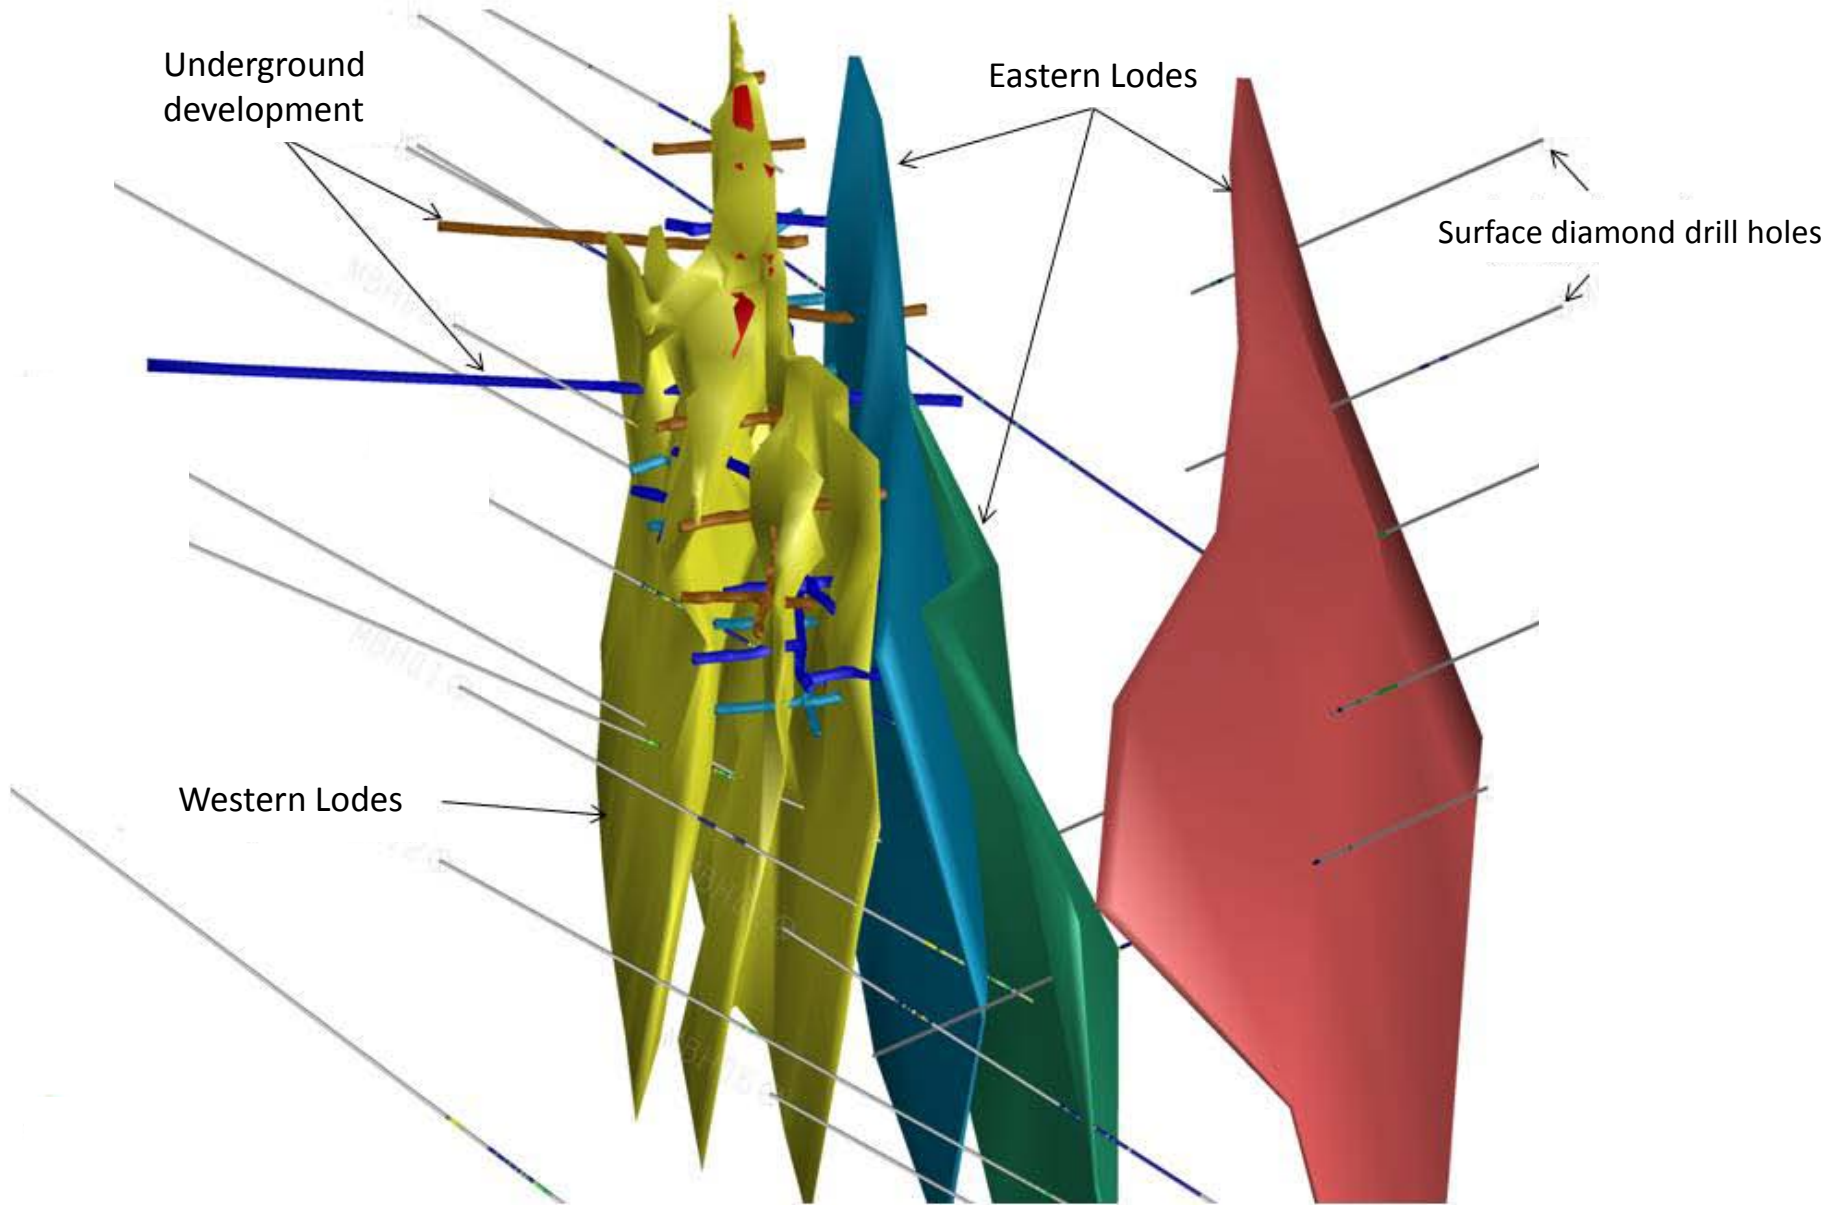 Underground
development
Eastern Lodes
Surface diamond drill holes
Western Lodes